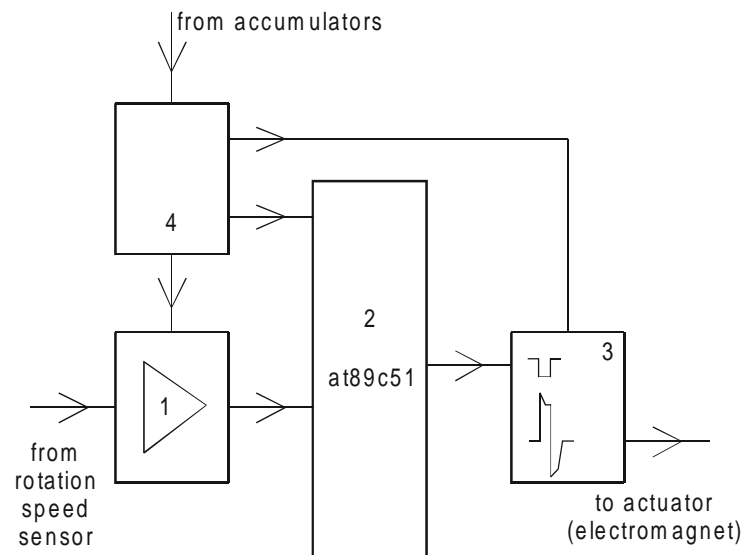 from accumulators
4
2
at89c51
3
1
from
rotation
speed
sensor
to actuator
(electromagnet)